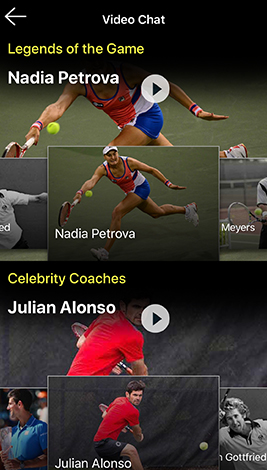 Video Chat
Legends of the Game
Nadia Petrova
ed
Nadia Petrova
Meyers
Celebrity Coaches
Julian Alonso
Julian Alonso
n Gottfried